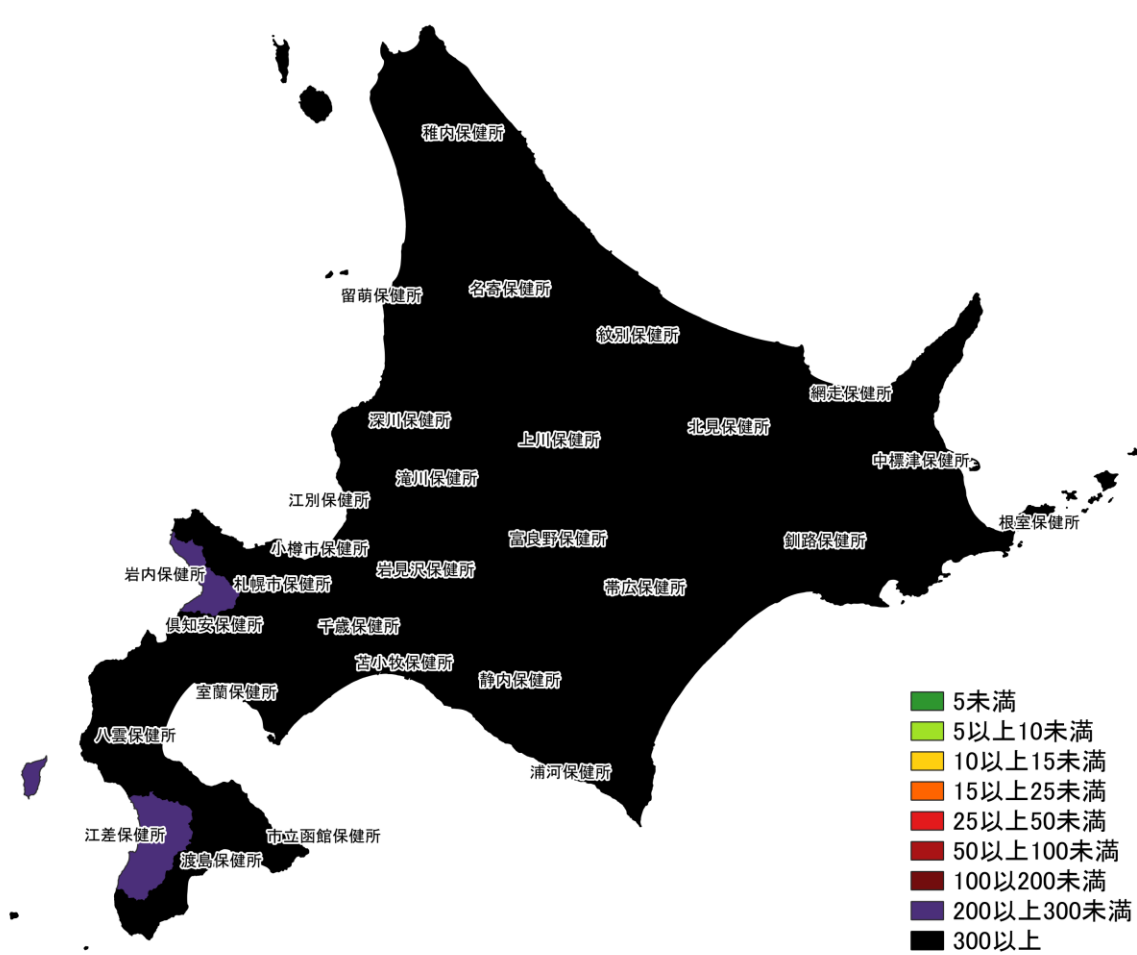 稚内保健所
名寄保健所
留萌保健所
紋別保健所
網走保健所
深川保健所
北見保健所
上川保健所
中標津保健所
滝川保健所
江別保健所
根室保健所
富良野保健所
釧路保健所
小樽市保健所
岩見沢保健所
岩内保健所
札幌市保健所
帯広保健所
倶知安保健所
千歳保健所
苫小牧保健所
静内保健所
室蘭保健所
八雲保健所
浦河保健所
江差保健所
市立函館保健所
渡島保健所
5未満
5以上10未満
10以上15未満
15以上25未満
25以上50未満
50以上100未満
100以200未満
200以上300未満
300以上